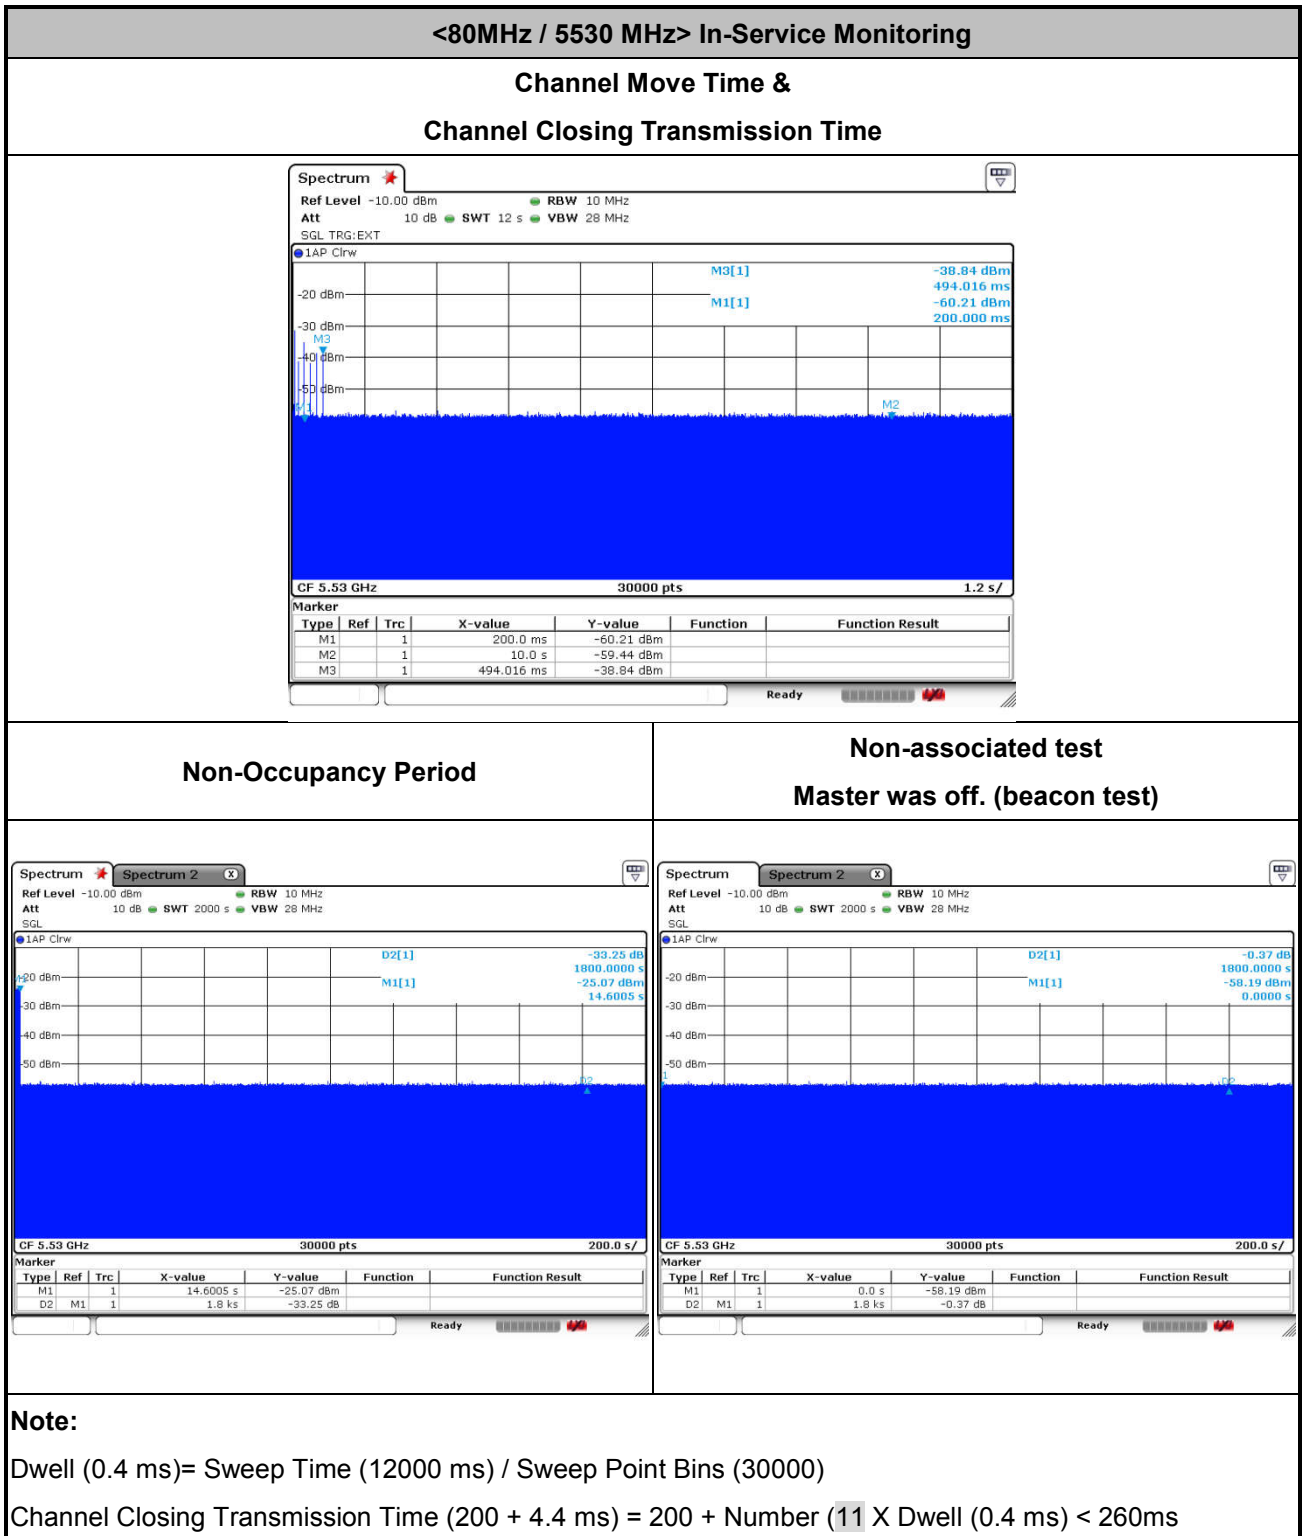 <80MHz / 5530 MHz> In-Service Monitoring
Channel Move Time &
Channel Closing Transmission Time
Spectrum
Ref Level -10.00 dBm RBW 10 MHz
Att 10 dB SWT 12 s VBW 28 MHz
SGL TRG:EXT
1AP Clrw
M3[1] -38.84 dBm
494.016 ms
-20 dBm
M1[1] -60.21 dBm
200.000 ms
-30 dBm
M3
-40 dBm
-50 dBm
M2
CF 5.53 GHz 30000 pts 1.2 s/
Marker
Type Ref Trc X-value Y-value Function Function Result
M1 1 200.0 ms -60.21 dBm
M2 1 10.0 s -59.44 dBm
M3 1 494.016 ms -38.84 dBm
Ready
Non-Occupancy Period
Non-associated test
Master was off. (beacon test)
Spectrum Spectrum 2 X
Ref Level -10.00 dBm RBW 10 MHz
Att 10 dB SWT 2000 s VBW 28 MHz
SGL
1AP Clrw
D2[1] -33.25 dB
1800.0000 s
-20 dBm
M1[1] -25.07 dBm
14.6005 s
-30 dBm
-40 dBm
-50 dBm
D2
CF 5.53 GHz 30000 pts 200.0 s/
Marker
Type Ref Trc X-value Y-value Function Function Result
M1 1 14.6005 s -25.07 dBm
D2 M1 1 1.8 ks -33.25 dB
Ready
Spectrum Spectrum 2 X
Ref Level -10.00 dBm RBW 10 MHz
Att 10 dB SWT 2000 s VBW 28 MHz
SGL
1AP Clrw
D2[1] -0.37 dB
1800.0000 s
-20 dBm
M1[1] -58.19 dBm
0.0000 s
-30 dBm
-40 dBm
-50 dBm
D2
CF 5.53 GHz 30000 pts 200.0 s/
Marker
Type Ref Trc X-value Y-value Function Function Result
M1 1 0.0 s -58.19 dBm
D2 M1 1 1.8 ks -0.37 dB
Ready
Note:
Dwell (0.4 ms)= Sweep Time (12000 ms) / Sweep Point Bins (30000)
Channel Closing Transmission Time (200 + 4.4 ms) = 200 + Number (11 X Dwell (0.4 ms) < 260ms